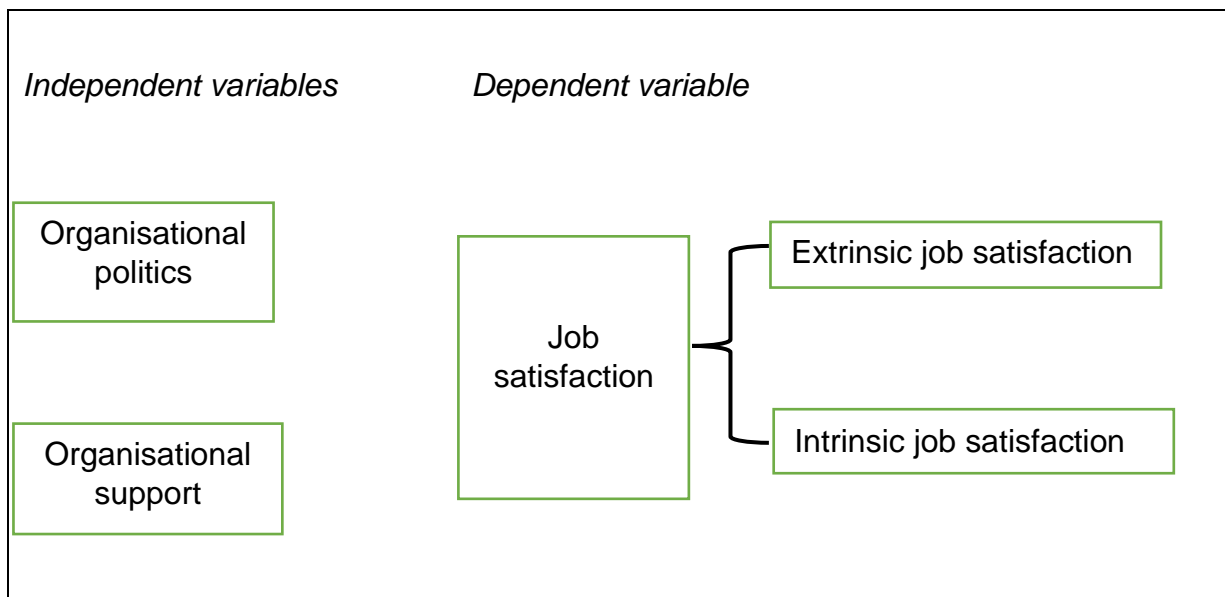 Independent variables
Dependent variable
Organisational
politics
Organisational
support
Job
satisfaction
Extrinsic job satisfaction
Intrinsic job satisfaction